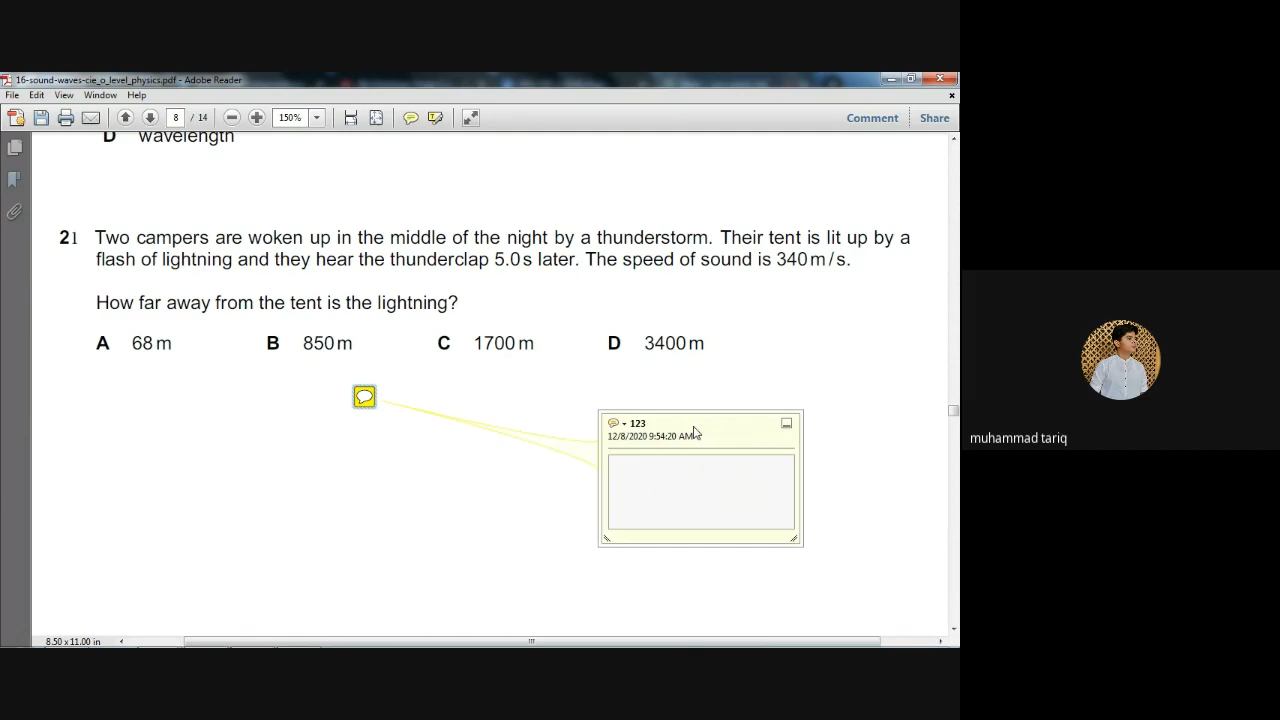 16-sound-waves-cie_o_level_physics.pdf - Adobe Reader
File Edit View Window Help
8 / 14 150% Comment Share
D wavelength
21 Two campers are woken up in the middle of the night by a thunderstorm. Their tent is lit up by a
flash of lightning and they hear the thunderclap 5.0 s later. The speed of sound is 340 m / s.
How far away from the tent is the lightning?
A 68 m B 850 m C 1700 m D 3400 m
123
12/8/2020 9:54:20 AM
muhammad tariq
8.50 x 11.00 in